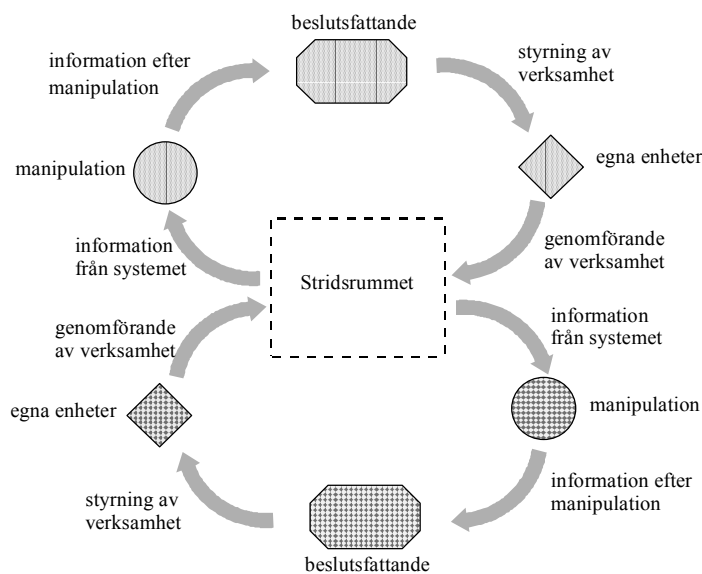 beslutsfattande
information efter
manipulation
styrning av
verksamhet
manipulation
egna enheter
information
från systemet
genomförande
av verksamhet
Stridsrummet
genomförande
av verksamhet
information
från systemet
egna enheter
manipulation
styrning av
verksamhet
information efter
manipulation
beslutsfattande